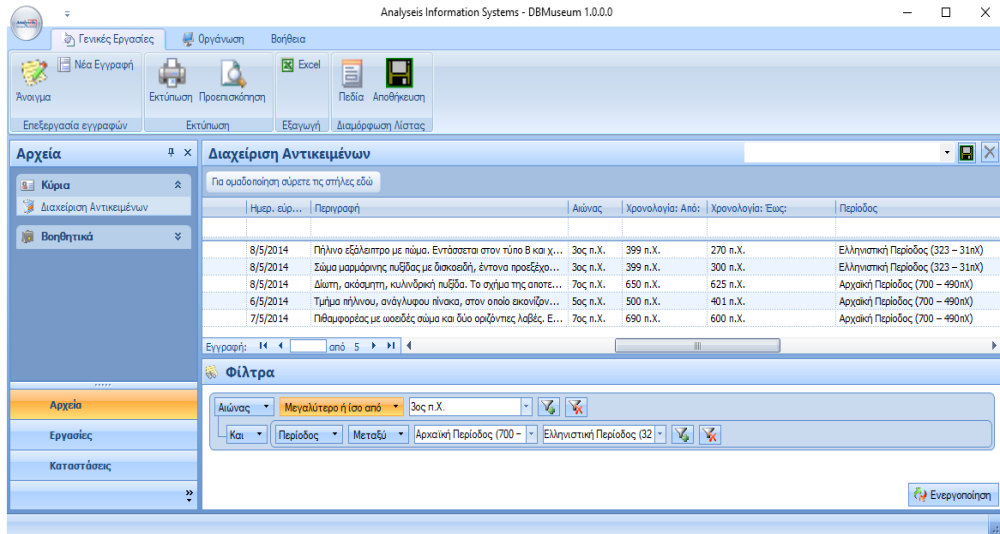 Analyseis Information Systems - DBMuseum 1.0.0.0
Γενικές Εργασίες Οργάνωση Βοήθεια
Νέα Εγγραφή Excel
Άνοιγμα Εκτύπωση Προεπισκόπηση Πεδία Αποθήκευση
Επεξεργασία εγγραφών Εκτύπωση Εξαγωγή Διαμόρφωση Λίστας
Αρχεία Διαχείριση Αντικειμένων
Κύρια Για ομαδοποίηση σύρετε τις στήλες εδώ
Διαχείριση Αντικειμένων
Βοηθητικά
Ημερ. εύρ... Περιγραφή Αιώνας Χρονολογία: Από: Χρονολογία: Έως: Περίοδος
8/5/2014 Πήλινο εξάλειπτρο με πώμα. Εντάσσεται στον τύπο Β και χ... 3ος π.Χ. 399 π.Χ. 270 π.Χ. Ελληνιστική Περίοδος (323 – 31πΧ)
8/5/2014 Σώμα μαρμάρινης πυξίδας με δισκοειδή, έντονα προεξέχο... 3ος π.Χ. 399 π.Χ. 300 π.Χ. Ελληνιστική Περίοδος (323 – 31πΧ)
8/5/2014 Δίωτη, ακόσμητη, κυλινδρική πυξίδα. Το σχήμα της αποτε... 7ος π.Χ. 650 π.Χ. 625 π.Χ. Αρχαϊκή Περίοδος (700 – 490πΧ)
6/5/2014 Τμήμα πήλινου, ανάγλυφου πίνακα, στον οποίο εικονίζον... 5ος π.Χ. 500 π.Χ. 401 π.Χ. Αρχαϊκή Περίοδος (700 – 490πΧ)
7/5/2014 Πιθαμφορέας με ωοειδές σώμα και δύο οριζόντιες λαβές. Ε... 7ος π.Χ. 690 π.Χ. 600 π.Χ. Αρχαϊκή Περίοδος (700 – 490πΧ)
Εγγραφή: από 5
Φίλτρα
Αρχεία
Εργασίες
Καταστάσεις
Αιώνας Μεγαλύτερο ή ίσο από 3ος π.Χ.
Και Περίοδος Μεταξύ Αρχαϊκή Περίοδος (700 – Ελληνιστική Περίοδος (32
Ενεργοποίηση